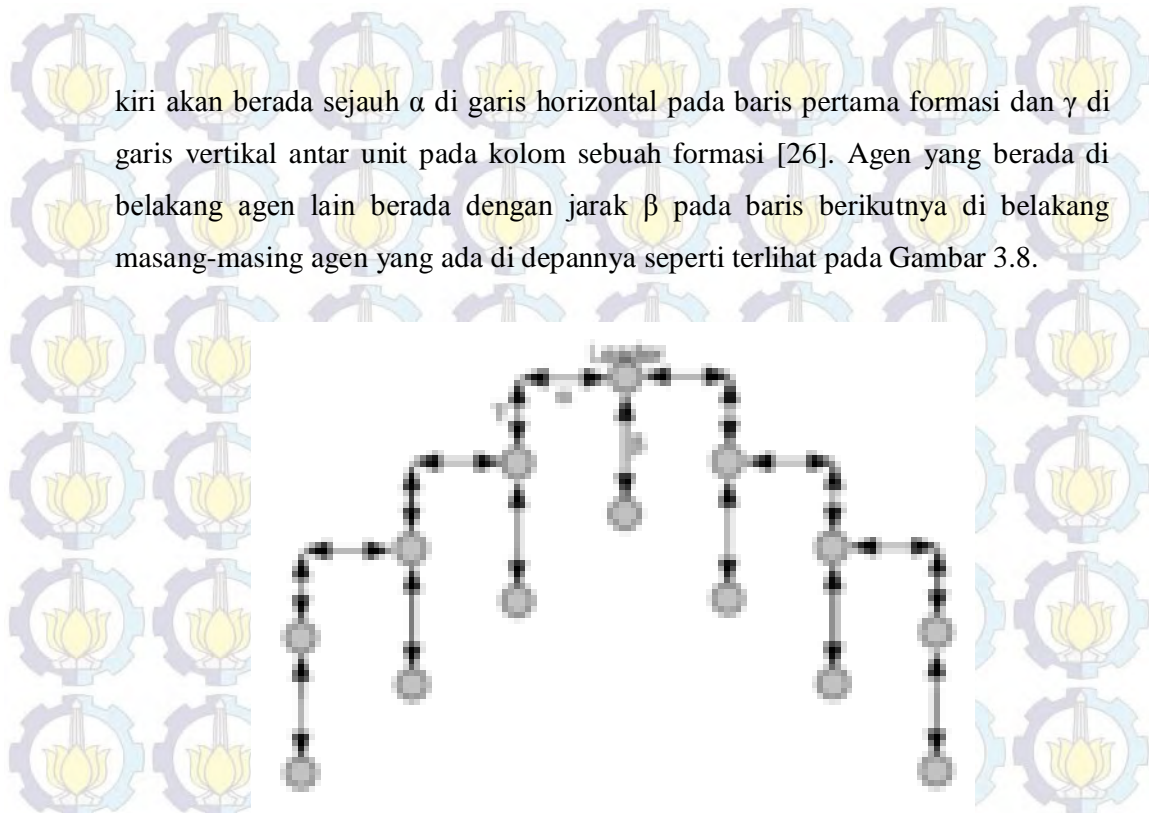 kiri akan berada sejauh α di garis horizontal pada baris pertama formasi dan γ di
garis vertikal antar unit pada kolom sebuah formasi [26]. Agen yang berada di
belakang agen lain berada dengan jarak β pada baris berikutnya di belakang
masang-masing agen yang ada di depannya seperti terlihat pada Gambar 3.8.
Leader
α
γ
β